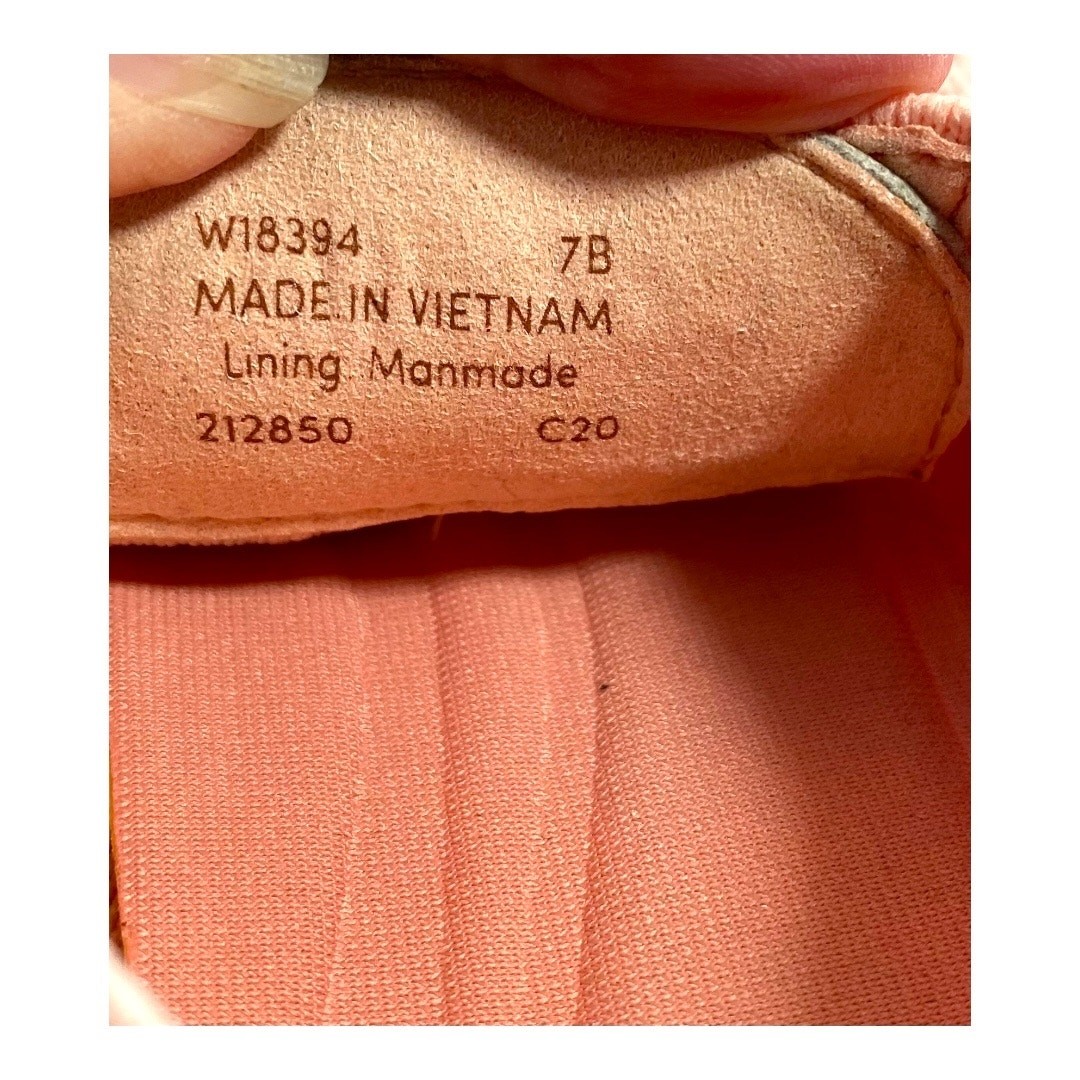 W18394 7B
MADE IN VIETNAM
Lining Manmade
212850 C20